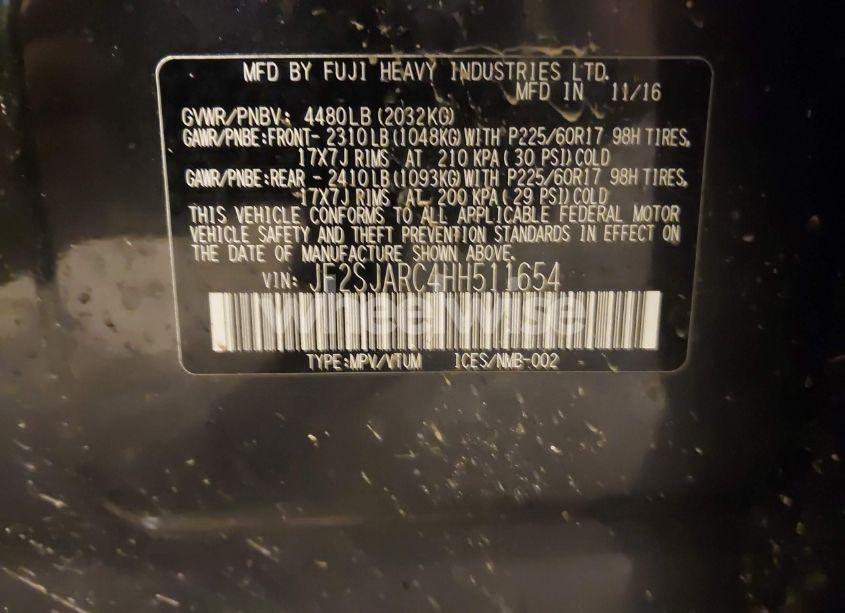 MFD BY FUJI HEAVY INDUSTRIES LTD.
MFD IN 11/16
GVWR/PNBV: 4480LB (2032KG)
GAWR/PNBE:FRONT- 2310LB (1048KG) WITH P225/60R17 98H TIRES,
17X7J RIMS AT 210 KPA ( 30 PSI) COLD
GAWR/PNBE:REAR - 2410LB (1093KG) WITH P225/60R17 98H TIRES,
17X7J RIMS AT 200 KPA ( 29 PSI) COLD
THIS VEHICLE CONFORMS TO ALL APPLICABLE FEDERAL MOTOR
VEHICLE SAFETY AND THEFT PREVENTION STANDARDS IN EFFECT ON
THE DATE OF MANUFACTURE SHOWN ABOVE.
VIN: JF2SJARC4HH511654
WheelWise
TYPE:MPV/VTUM ICES/NMB-002